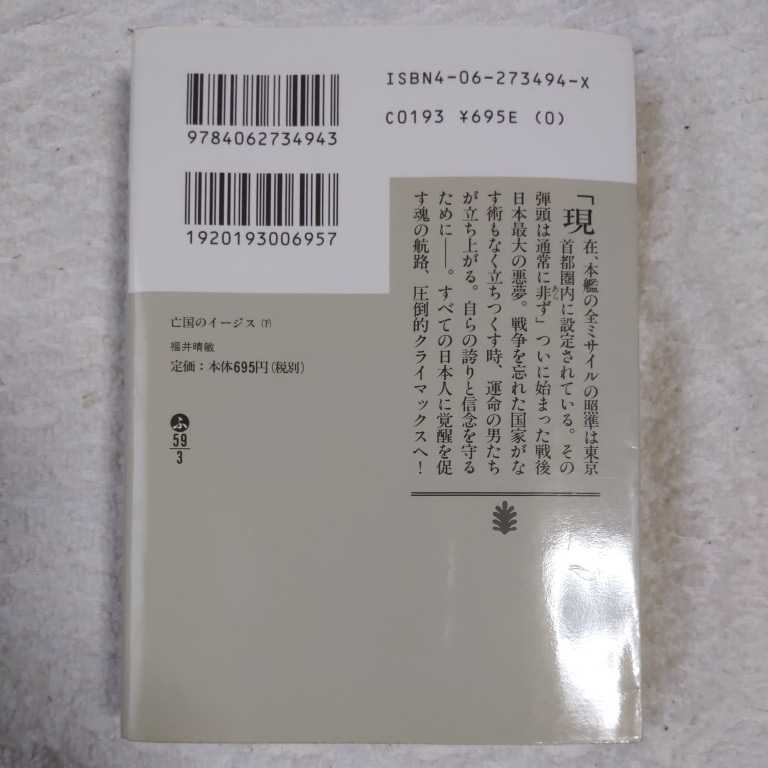 ISBN4-06-273494-X
C0193 ¥695E (0)
9784062734943
1920193006957
「現在、本艦の全ミサイルの照準は東京
首都圏内に設定されている。その
弾頭は通常に非ず」ついに始まった戦後
あら
日本最大の悪夢。戦争を忘れた国家がな
す術もなく立ちつくす時、運命の男たち
が立ち上がる。自らの誇りと信念を守る
ために――。すべての日本人に覚醒を促
す魂の航路、圧倒的クライマックスへ!
亡国のイージス(下)
福井晴敏
定価:本体695円(税別)
ふ
59
3